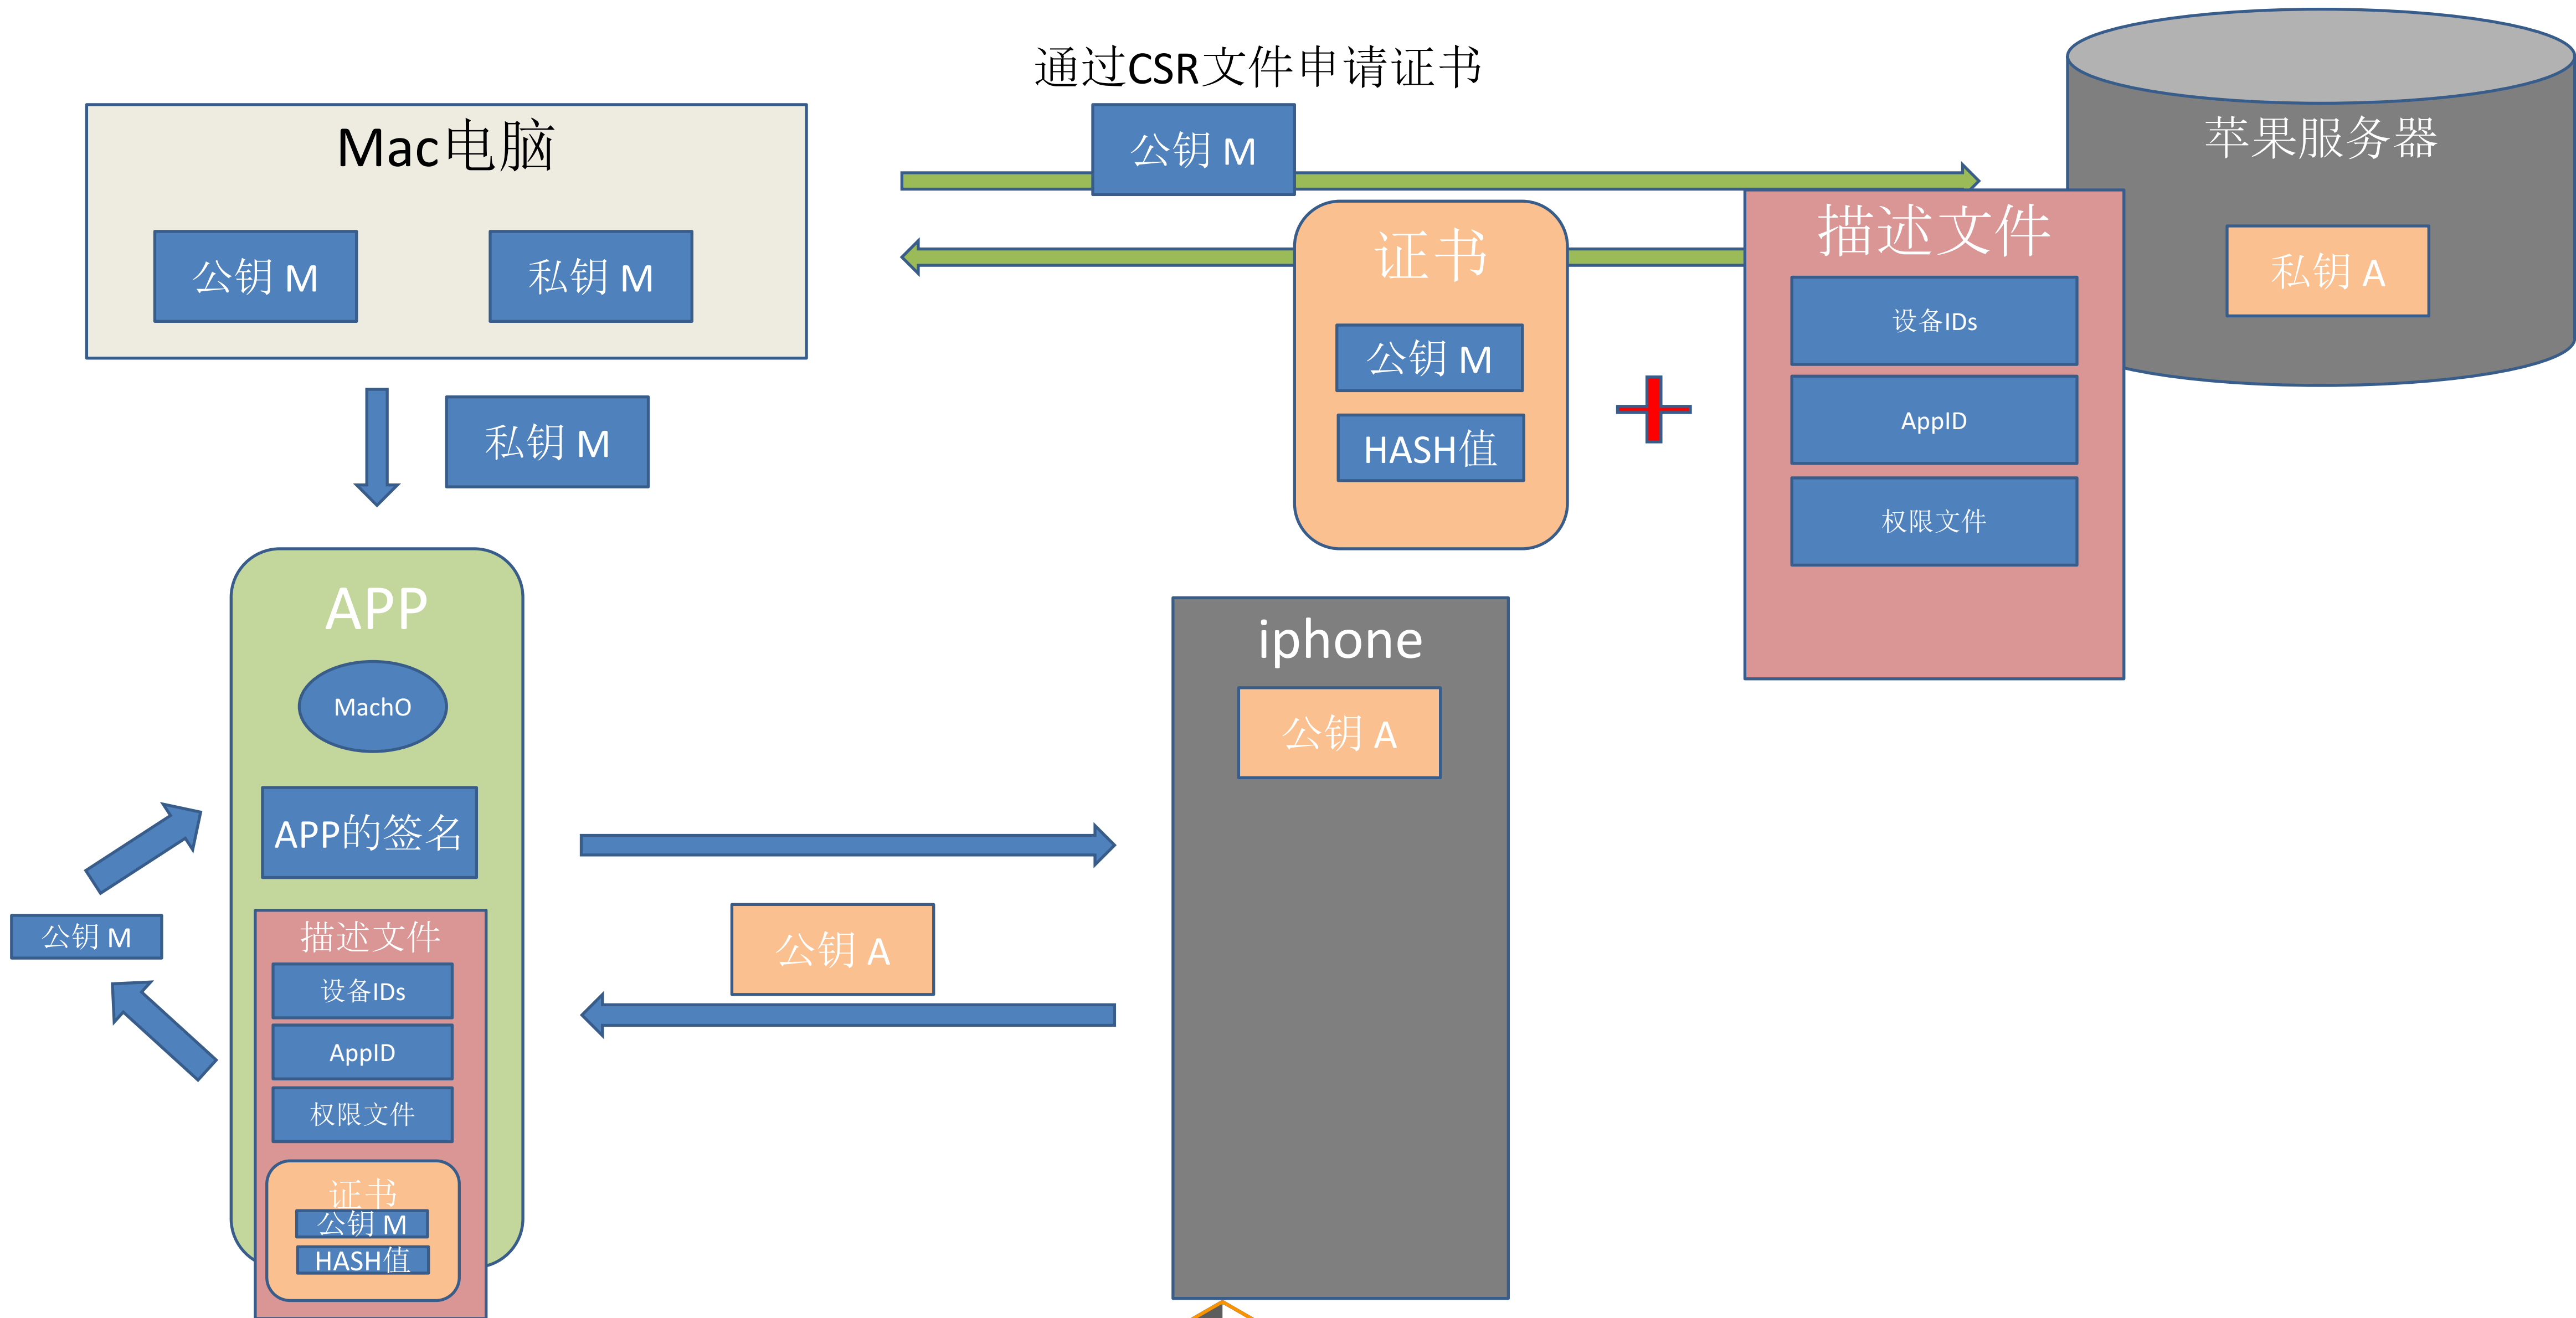 通过CSR文件申请证书
Mac电脑
公钥 M
私钥 M
公钥 M
苹果服务器
私钥 A
证书
公钥 M
HASH值
描述文件
设备IDs
AppID
权限文件
私钥 M
APP
MachO
APP的签名
公钥 M
描述文件
设备IDs
AppID
权限文件
证书
公钥 M
HASH值
公钥 A
iphone
公钥 A